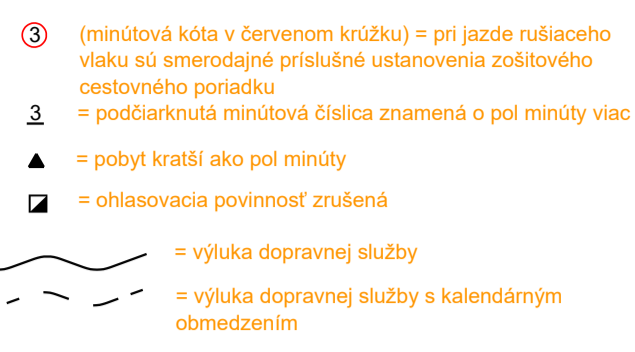 3 (minútová kóta v červenom krúžku) = pri jazde rušiaceho
vlaku sú smerodajné príslušné ustanovenia zošitového
cestovného poriadku
3 = podčiarknutá minútová číslica znamená o pol minúty viac
= pobyt kratší ako pol minúty
= ohlasovacia povinnosť zrušená
= výluka dopravnej služby
= výluka dopravnej služby s kalendárným
obmedzením